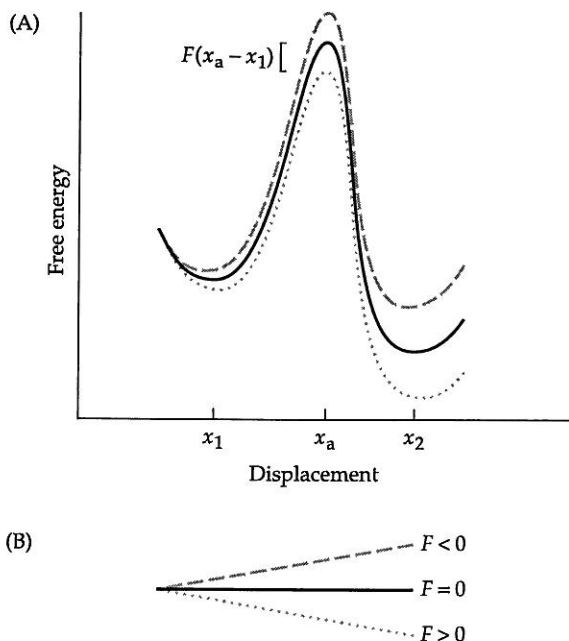 (A)
F(xₐ − x₁)
Free energy
x₁ xₐ x₂
Displacement
(B)
F < 0
F = 0
F > 0